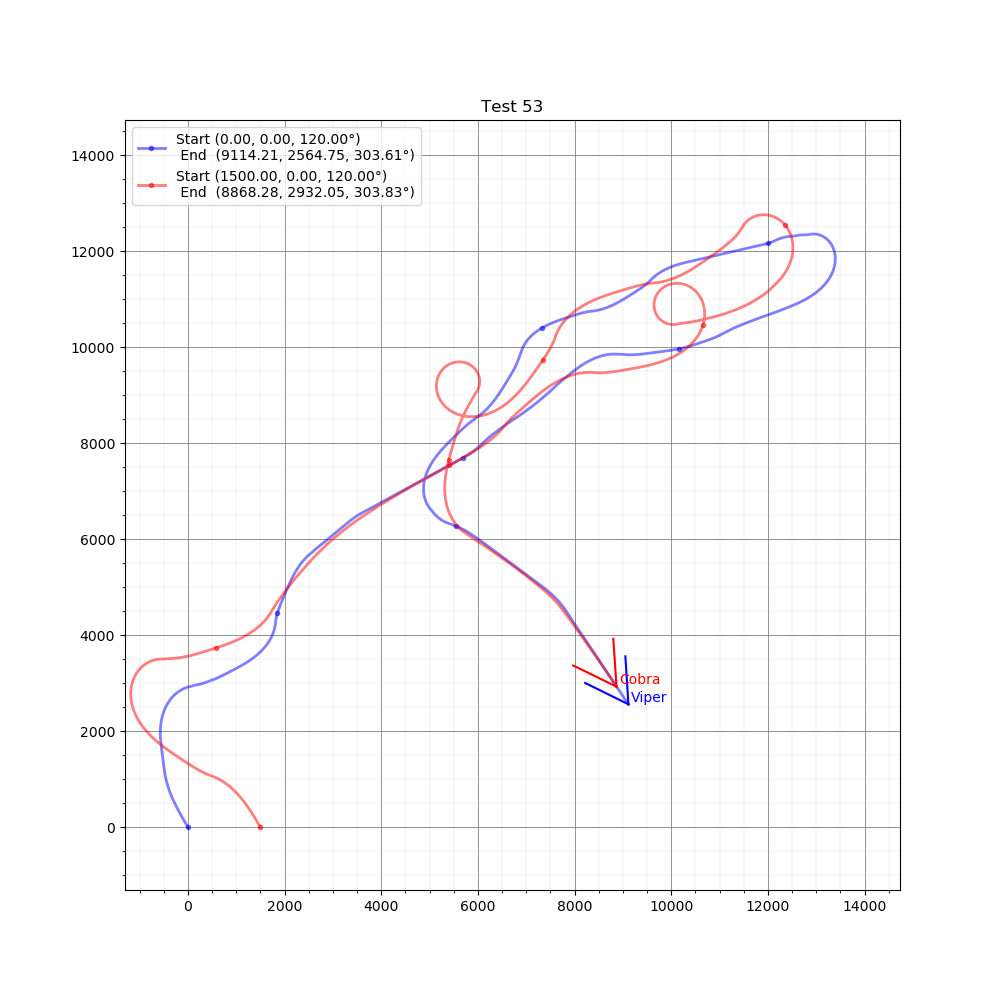 Test 53
Start (0.00, 0.00, 120.00°)
End  (9114.21, 2564.75, 303.61°)
Start (1500.00, 0.00, 120.00°)
End  (8868.28, 2932.05, 303.83°)
14000
12000
10000
8000
6000
4000
2000
0
Cobra
Viper
0 2000 4000 6000 8000 10000 12000 14000